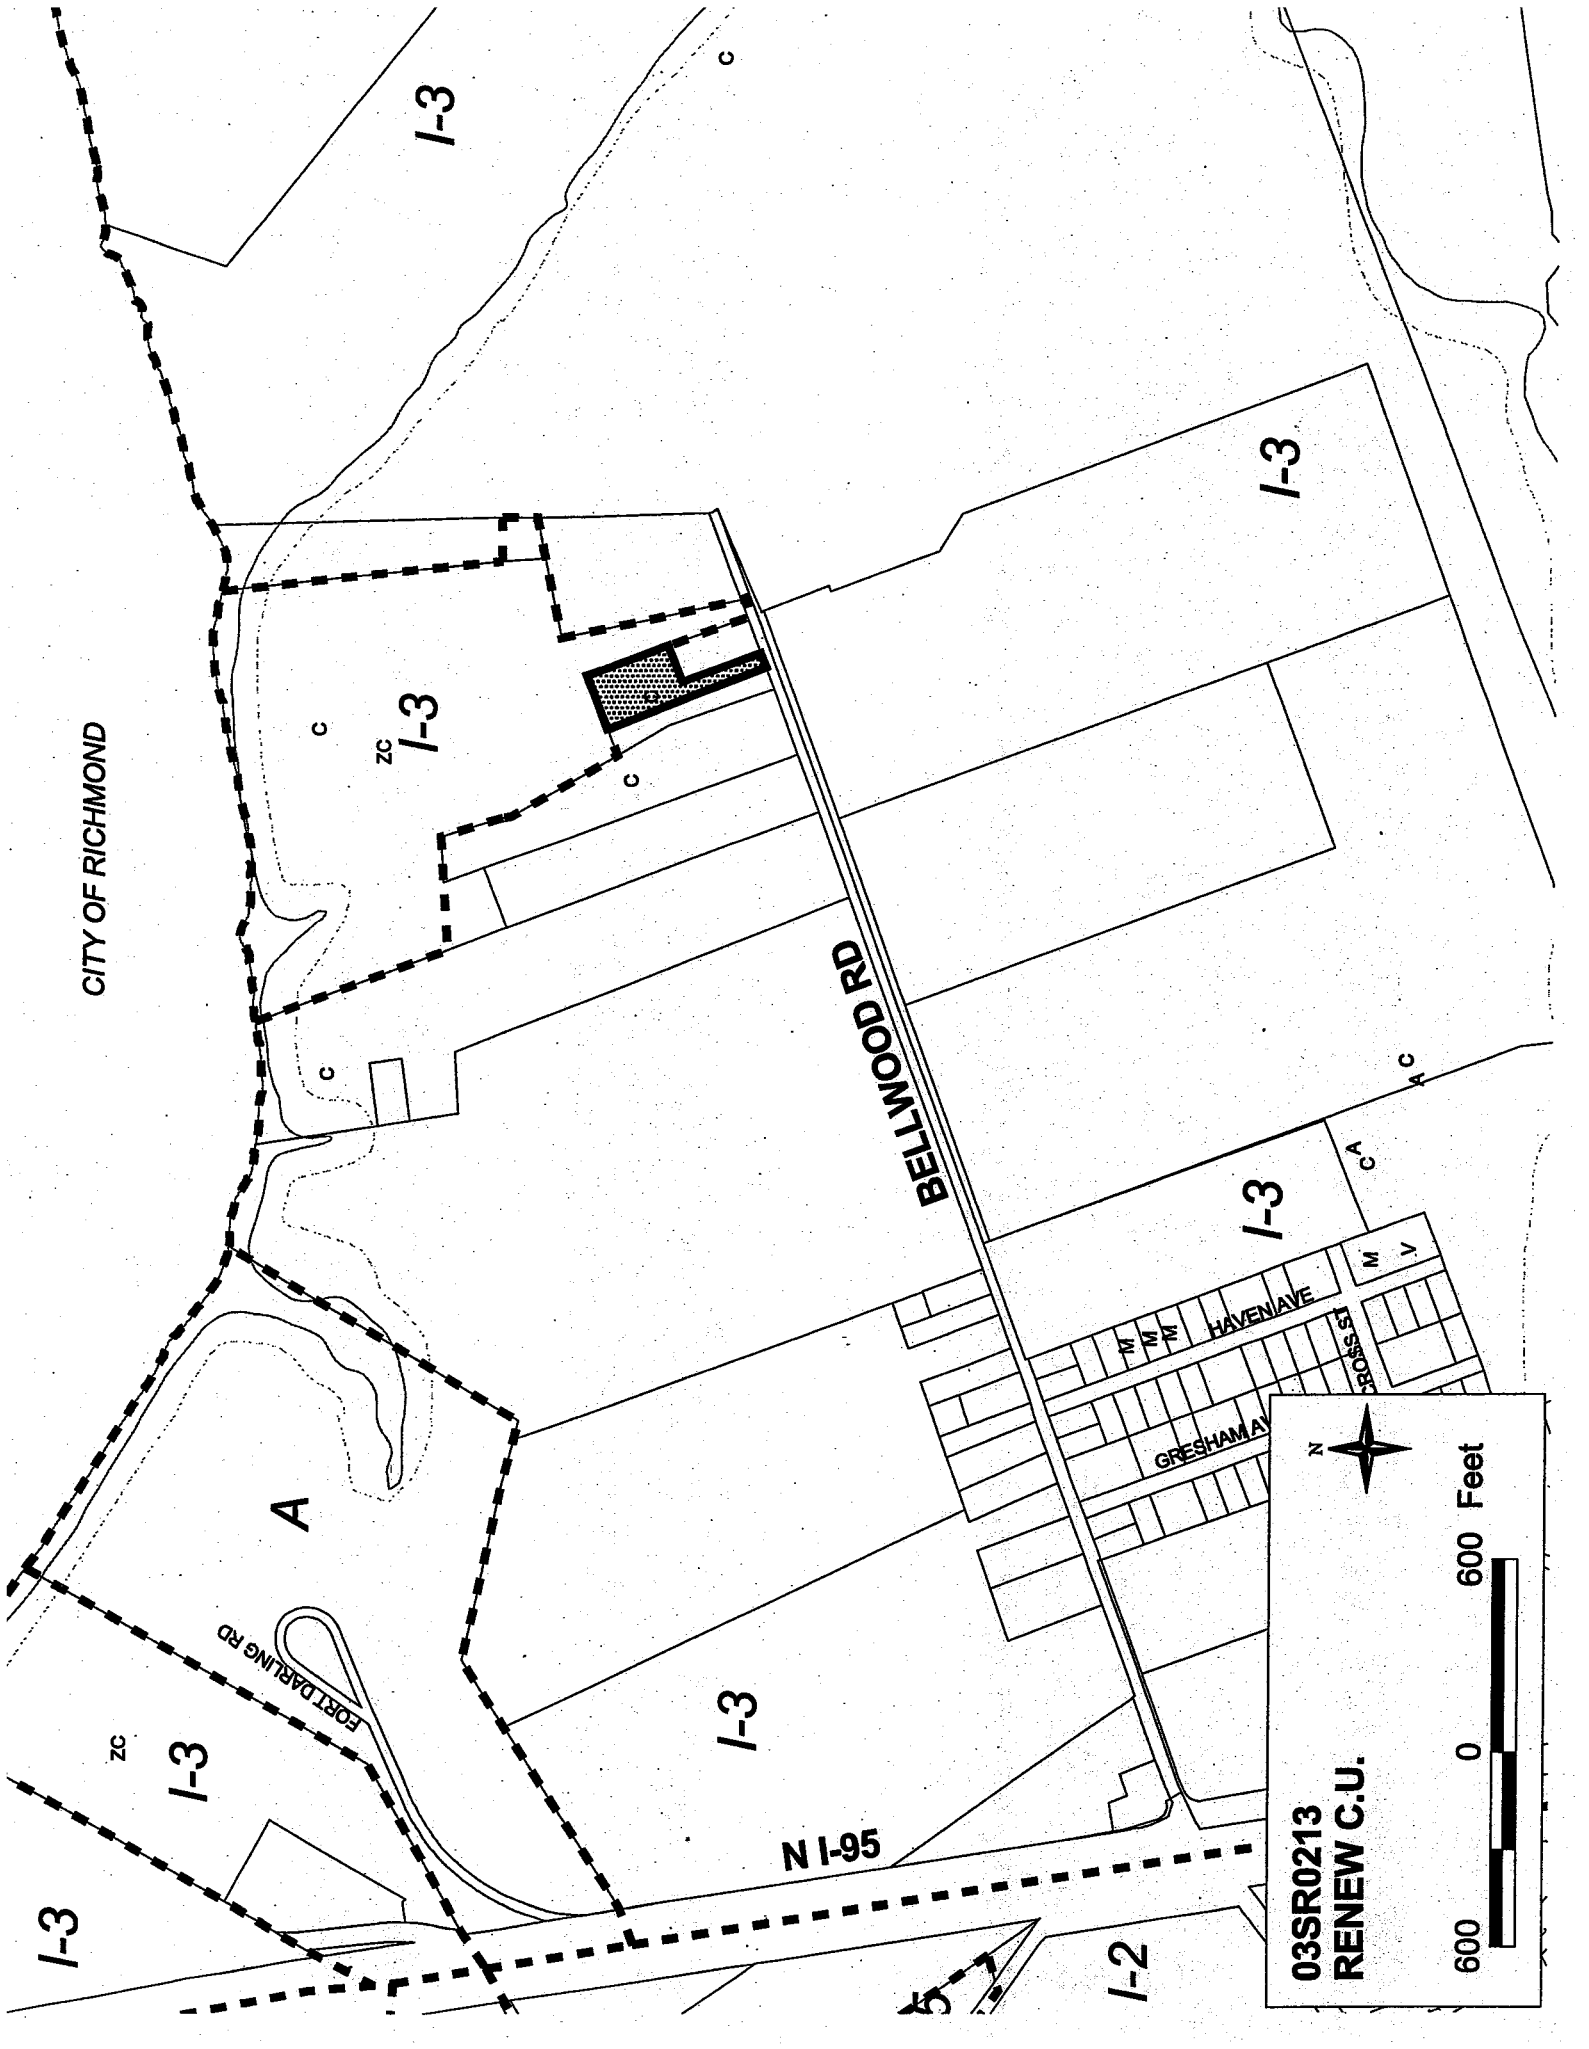 CITY OF RICHMOND
I-3
C
I-3
C
C
ZC
I-3
C
C
I-3
BELLWOOD RD
A
FORT DARLING RD
ZC
I-3
I-3
I-3
N I-95
I-2
5
I-3
C
A
A
C
M
V
M
M
M
HAVEN AVE
GRESHAM AV
CROSS ST
03SR0213
RENEW C.U.
N
600 0 600 Feet